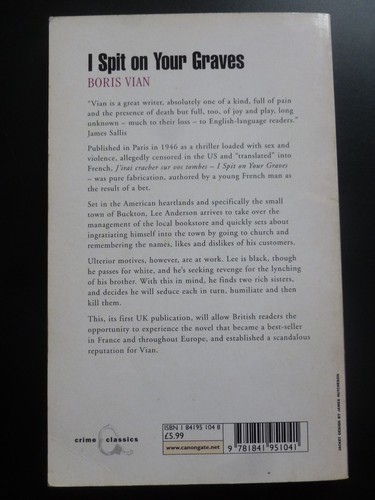 I Spit on Your Graves
BORIS VIAN
"Vian is a great writer, absolutely one of a kind, full of pain
and the presence of death but full, too, of joy and play, long
unknown – much to their loss – to English-language readers."
James Sallis
Published in Paris in 1946 as a thriller loaded with sex and
violence, allegedly censored in the US and "translated" into
French, J'irai cracher sur vos tombes – I Spit on Your Graves
– was pure fabrication, authored by a young French man as
the result of a bet.
Set in the American heartlands and specifically the small
town of Buckton, Lee Anderson arrives to take over the
management of the local bookstore and quickly sets about
ingratiating himself into the town by going to church and
remembering the names, likes and dislikes of his customers.
Ulterior motives, however, are at work. Lee is black, though
he passes for white, and he's seeking revenge for the lynching
of his brother. With this in mind, he finds two rich sisters,
and decides he will seduce each in turn, humiliate and then
kill them.
This, its first UK publication, will allow British readers the
opportunity to experience the novel that became a best-seller
in France and throughout Europe, and established a scandalous
reputation for Vian.
crime classics
ISBN 1 84195 104 8
£5.99
www.canongate.net
9 781841 951041
JACKET DESIGN BY JAMES HUTCHESON